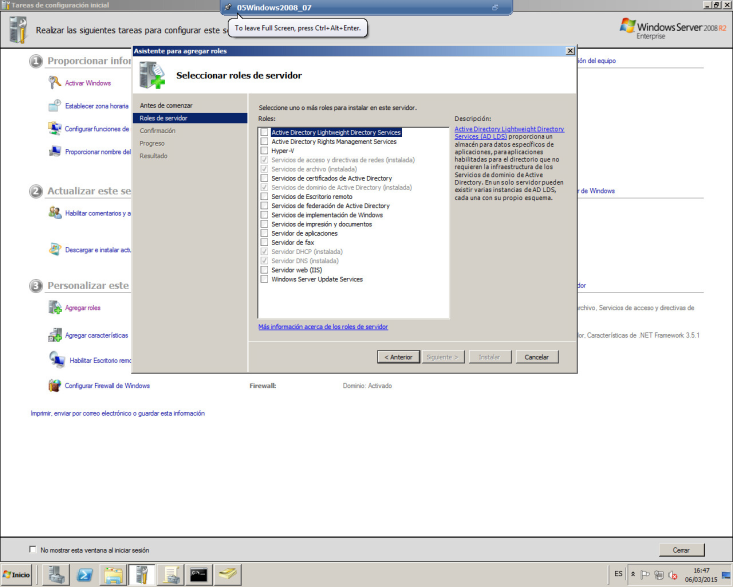 Tareas de configuración inicial
05Windows2008_07
To leave Full Screen, press Ctrl+Alt+Enter.
Realizar las siguientes tareas para configurar este s
Windows Server 2008 R2
Enterprise
1 Proporcionar infor
ión del equipo
Activar Windows
Establecer zona horaria
Configurar funciones de
Proporcionar nombre del
2 Actualizar este se
r de Windows
Habilitar comentarios y a
Descargar e instalar actu
3 Personalizar este
dor
Agregar roles
rchivo, Servicios de acceso y directivas de
Agregar características
lor. Características de .NET Framework 3.5.1
Habilitar Escritorio remo
Configurar Firewall de Windows
Firewall:
Dominio: Activado
Imprimir, enviar por correo electrónico o guardar esta información
Asistente para agregar roles
Seleccionar roles de servidor
Antes de comenzar
Roles de servidor
Confirmación
Progreso
Resultado
Seleccione uno o más roles para instalar en este servidor.
Roles:
Active Directory Lightweight Directory Services
Active Directory Rights Management Services
Hyper-V
Servicios de acceso y directivas de redes (instalada)
Servicios de archivo (instalada)
Servicios de certificados de Active Directory
Servicios de dominio de Active Directory (instalada)
Servicios de Escritorio remoto
Servicios de federación de Active Directory
Servicios de implementación de Windows
Servicios de impresión y documentos
Servidor de aplicaciones
Servidor de fax
Servidor DHCP (instalada)
Servidor DNS (instalada)
Servidor web (IIS)
Windows Server Update Services
Más información acerca de los roles de servidor
Descripción:
Active Directory Lightweight Directory
Services (AD LDS) proporciona un
almacén para datos específicos de
aplicaciones, para aplicaciones
habilitadas para el directorio que no
requieren la infraestructura de los
Servicios de dominio de Active
Directory. En un solo servidor pueden
existir varias instancias de AD LDS,
cada una con su propio esquema.
< Anterior
Siguiente >
Instalar
Cancelar
No mostrar esta ventana al iniciar sesión
Cerrar
Inicio
ES
16:47
06/03/2015